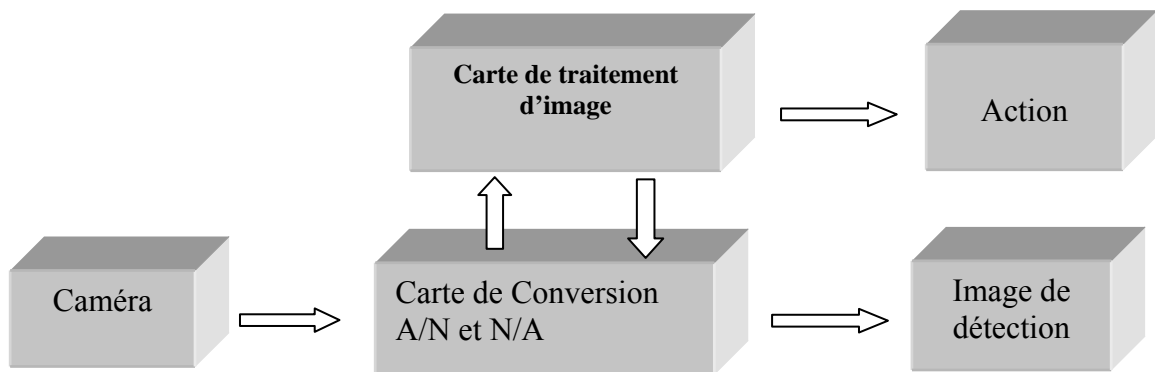 Carte de traitement
d’image
Action
Caméra
Carte de Conversion
A/N et N/A
Image de
détection